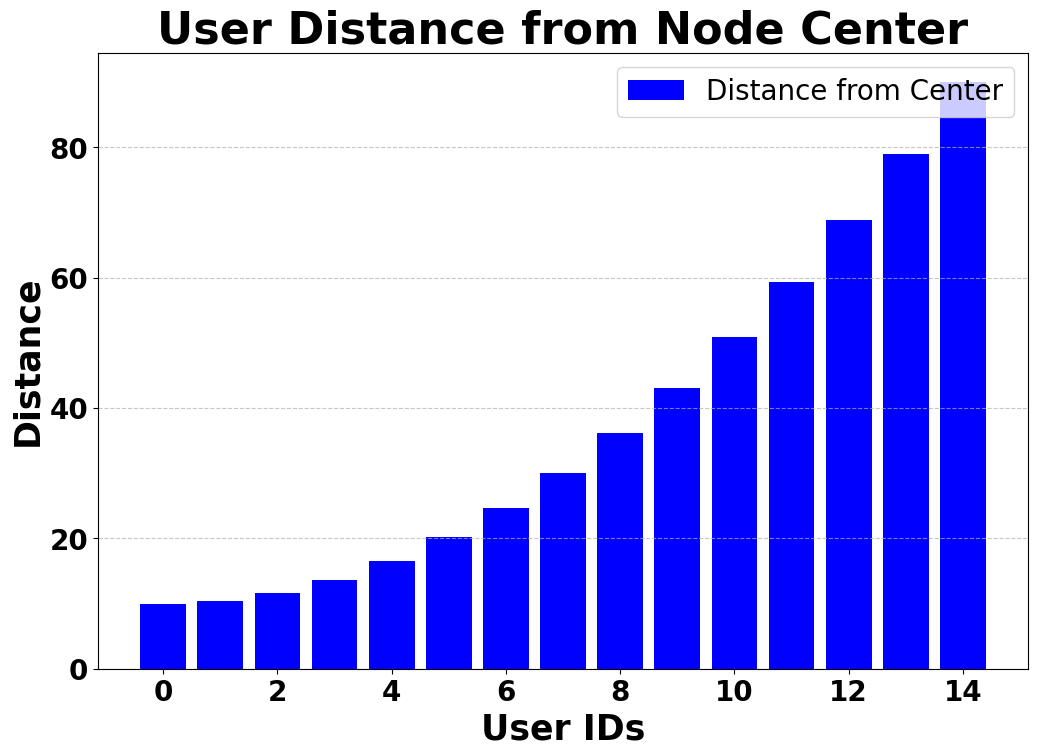 User Distance from Node Center
Distance from Center
Distance
80
60
40
20
0
0 2 4 6 8 10 12 14
User IDs